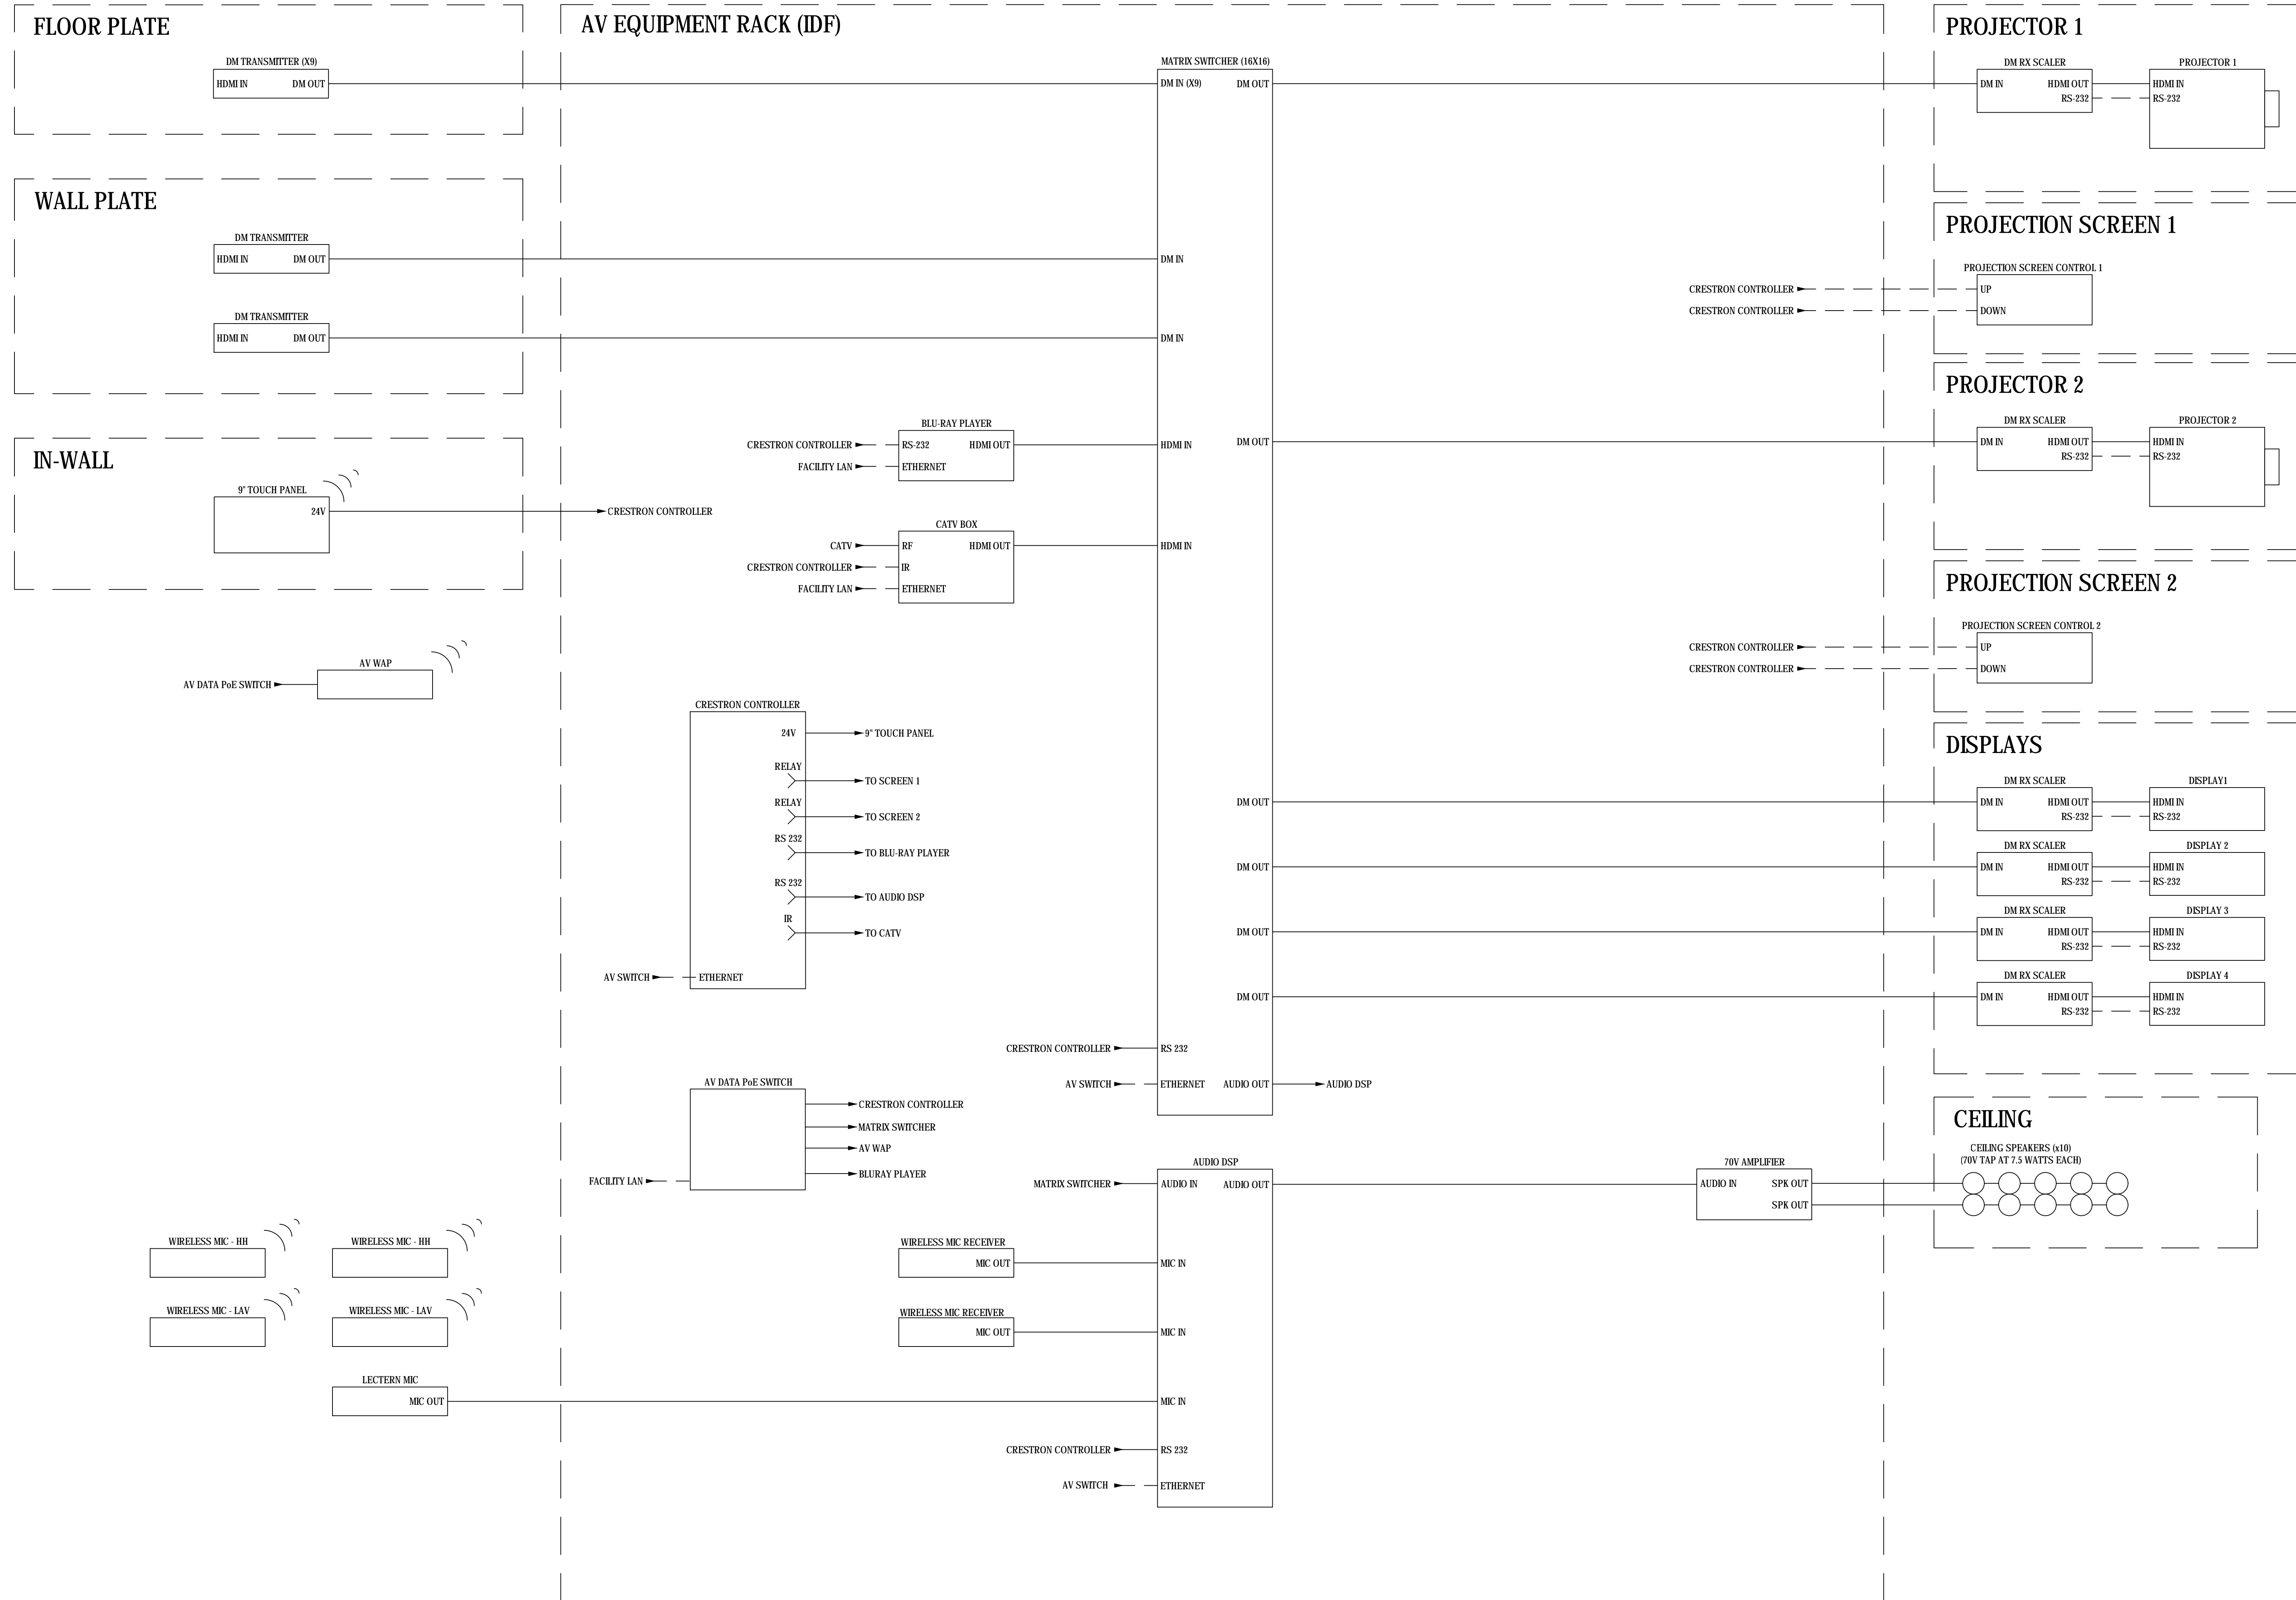 FLOOR PLATE
DM TRANSMITTER (X9)
HDMI IN
DM OUT
WALL PLATE
DM TRANSMITTER
HDMI IN
DM OUT
DM TRANSMITTER
HDMI IN
DM OUT
IN-WALL
9" TOUCH PANEL
24V
CRESTRON CONTROLLER
AV WAP
AV DATA PoE SWITCH
WIRELESS MIC - HH
WIRELESS MIC - HH
WIRELESS MIC - LAV
WIRELESS MIC - LAV
LECTERN MIC
MIC OUT
AV EQUIPMENT RACK (IDF)
BLU-RAY PLAYER
CRESTRON CONTROLLER
RS-232
HDMI OUT
FACILITY LAN
ETHERNET
CATV BOX
CATV
RF
HDMI OUT
CRESTRON CONTROLLER
IR
FACILITY LAN
ETHERNET
CRESTRON CONTROLLER
24V
9" TOUCH PANEL
RELAY
TO SCREEN 1
RELAY
TO SCREEN 2
RS 232
TO BLU-RAY PLAYER
RS 232
TO AUDIO DSP
IR
TO CATV
AV SWITCH
ETHERNET
AV DATA PoE SWITCH
CRESTRON CONTROLLER
MATRIX SWITCHER
AV WAP
BLURAY PLAYER
FACILITY LAN
WIRELESS MIC RECEIVER
MIC OUT
WIRELESS MIC RECEIVER
MIC OUT
MATRIX SWITCHER (16X16)
DM IN (X9)
DM OUT
DM IN
DM IN
HDMI IN
DM OUT
HDMI IN
DM OUT
DM OUT
DM OUT
DM OUT
CRESTRON CONTROLLER
RS 232
AV SWITCH
ETHERNET
AUDIO OUT
AUDIO DSP
AUDIO DSP
MATRIX SWITCHER
AUDIO IN
AUDIO OUT
MIC IN
MIC IN
MIC IN
CRESTRON CONTROLLER
RS 232
AV SWITCH
ETHERNET
70V AMPLIFIER
AUDIO IN
SPK OUT
SPK OUT
PROJECTOR 1
DM RX SCALER
DM IN
HDMI OUT
RS-232
PROJECTOR 1
HDMI IN
RS-232
PROJECTION SCREEN 1
PROJECTION SCREEN CONTROL 1
CRESTRON CONTROLLER
UP
CRESTRON CONTROLLER
DOWN
PROJECTOR 2
DM RX SCALER
DM IN
HDMI OUT
RS-232
PROJECTOR 2
HDMI IN
RS-232
PROJECTION SCREEN 2
PROJECTION SCREEN CONTROL 2
CRESTRON CONTROLLER
UP
CRESTRON CONTROLLER
DOWN
DISPLAYS
DM RX SCALER
DM IN
HDMI OUT
RS-232
DISPLAY1
HDMI IN
RS-232
DM RX SCALER
DM IN
HDMI OUT
RS-232
DISPLAY 2
HDMI IN
RS-232
DM RX SCALER
DM IN
HDMI OUT
RS-232
DISPLAY 3
HDMI IN
RS-232
DM RX SCALER
DM IN
HDMI OUT
RS-232
DISPLAY 4
HDMI IN
RS-232
CEILING
CEILING SPEAKERS (x10)
(70V TAP AT 7.5 WATTS EACH)